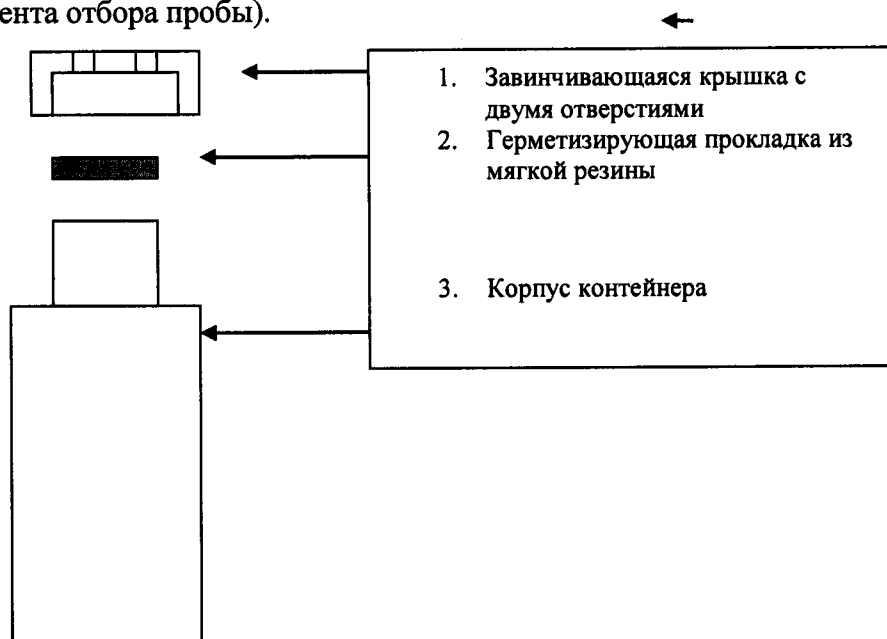 ента отбора пробы).
1. Завинчивающаяся крышка с
двумя отверстиями
2. Герметизирующая прокладка из
мягкой резины
3. Корпус контейнера